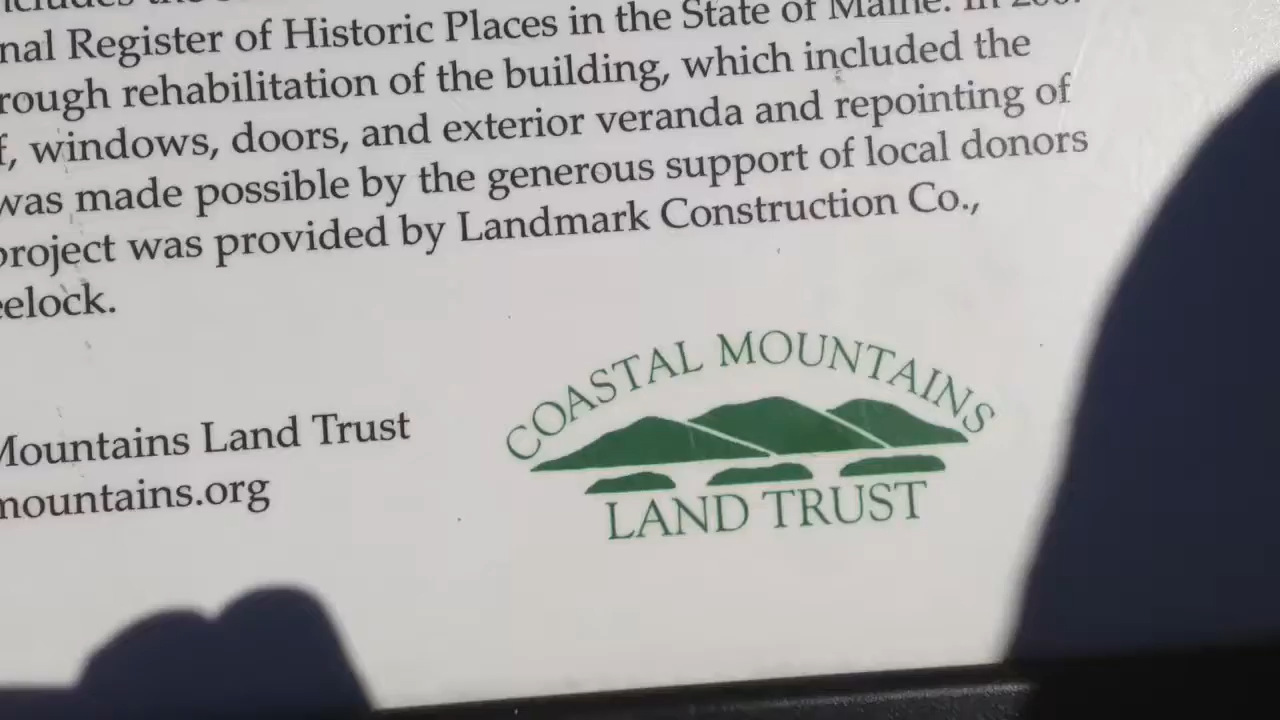 nal Register of Historic Places in the State of Maine. In
rough rehabilitation of the building, which included the
f, windows, doors, and exterior veranda and repointing of
was made possible by the generous support of local donors
project was provided by Landmark Construction Co.,
eelock.
Mountains Land Trust
mountains.org
COASTAL MOUNTAINS
LAND TRUST